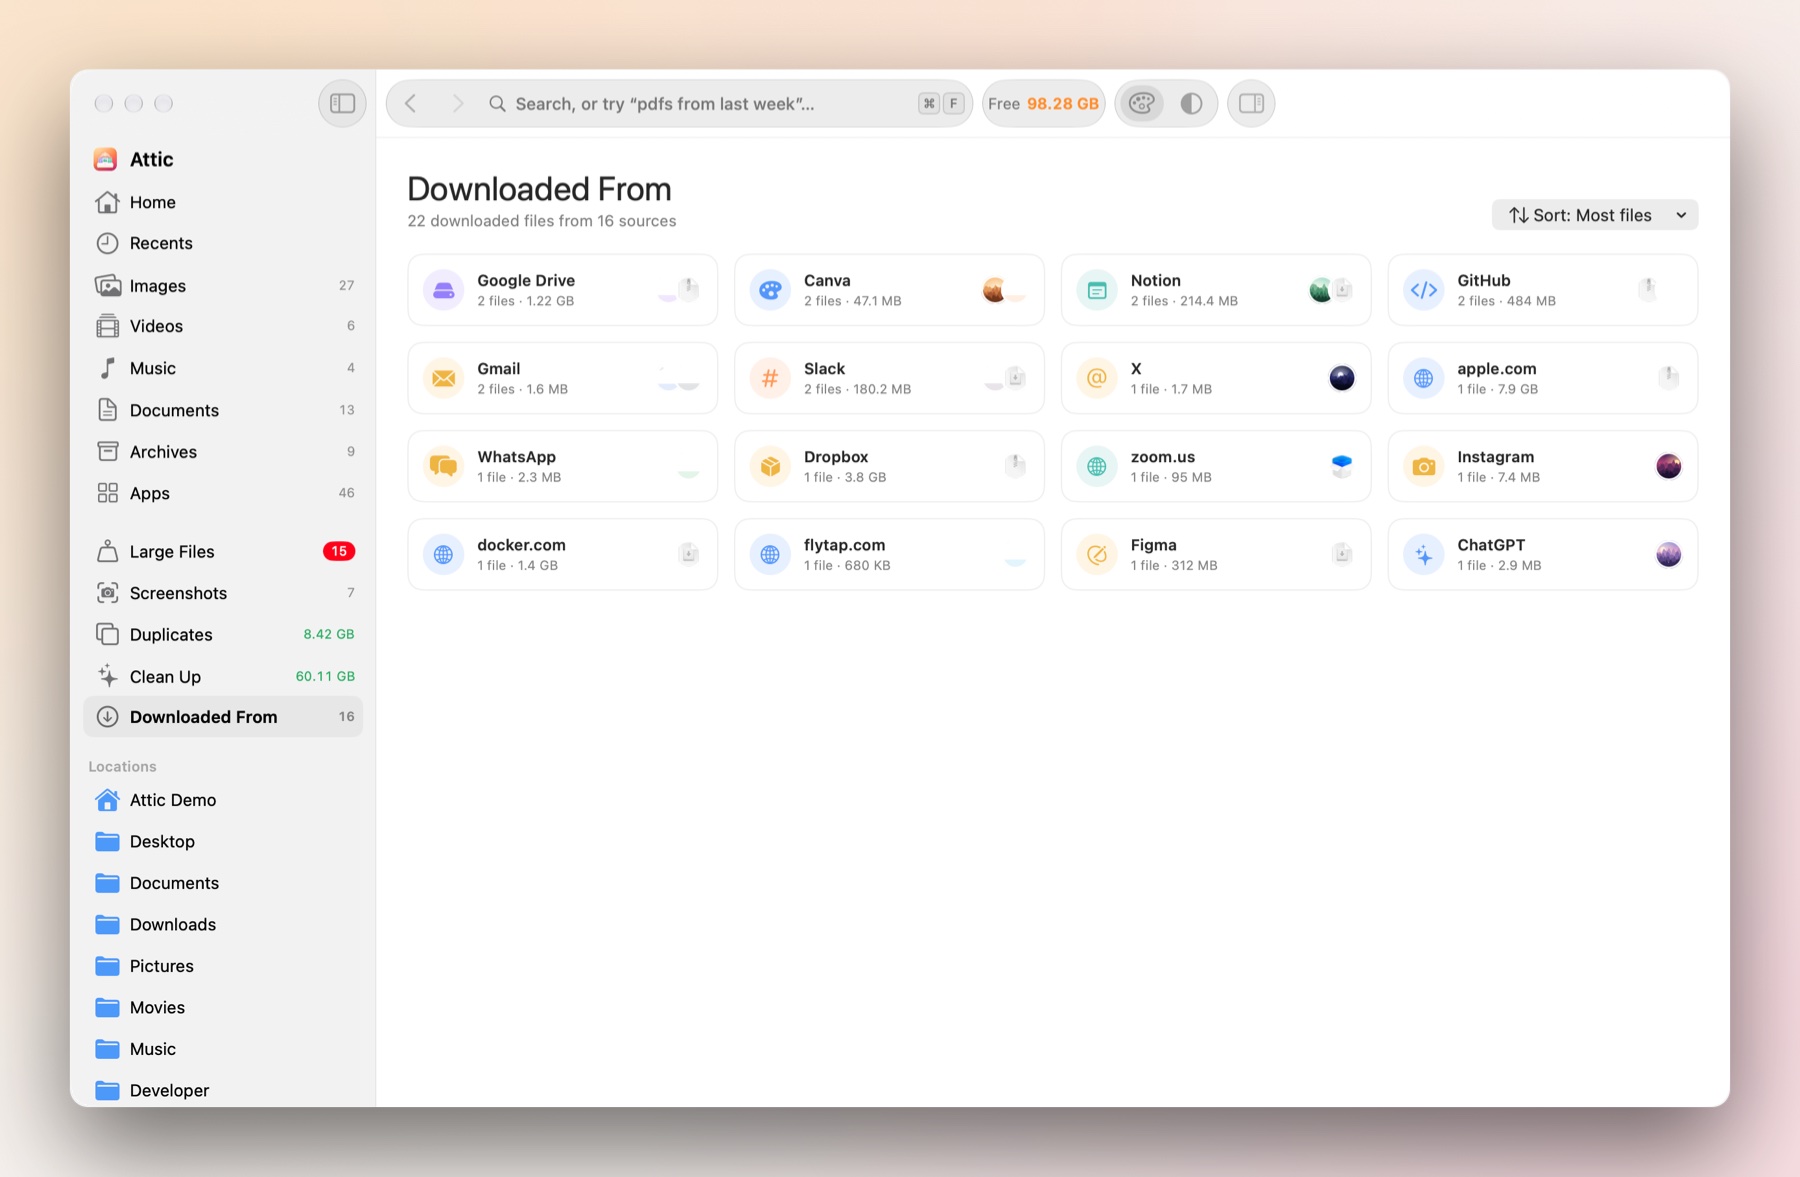 Search, or try “pdfs from last week”...
⌘ F
Free 98.28 GB
Attic
Home
Recents
Images 27
Videos 6
Music 4
Documents 13
Archives 9
Apps 46
Large Files 15
Screenshots 7
Duplicates 8.42 GB
Clean Up 60.11 GB
Downloaded From 16
Locations
Attic Demo
Desktop
Documents
Downloads
Pictures
Movies
Music
Developer
Downloaded From
22 downloaded files from 16 sources
Sort: Most files
Google Drive
2 files · 1.22 GB
Canva
2 files · 47.1 MB
Notion
2 files · 214.4 MB
GitHub
2 files · 484 MB
Gmail
2 files · 1.6 MB
Slack
2 files · 180.2 MB
X
1 file · 1.7 MB
apple.com
1 file · 7.9 GB
WhatsApp
1 file · 2.3 MB
Dropbox
1 file · 3.8 GB
zoom.us
1 file · 95 MB
Instagram
1 file · 7.4 MB
docker.com
1 file · 1.4 GB
flytap.com
1 file · 680 KB
Figma
1 file · 312 MB
ChatGPT
1 file · 2.9 MB